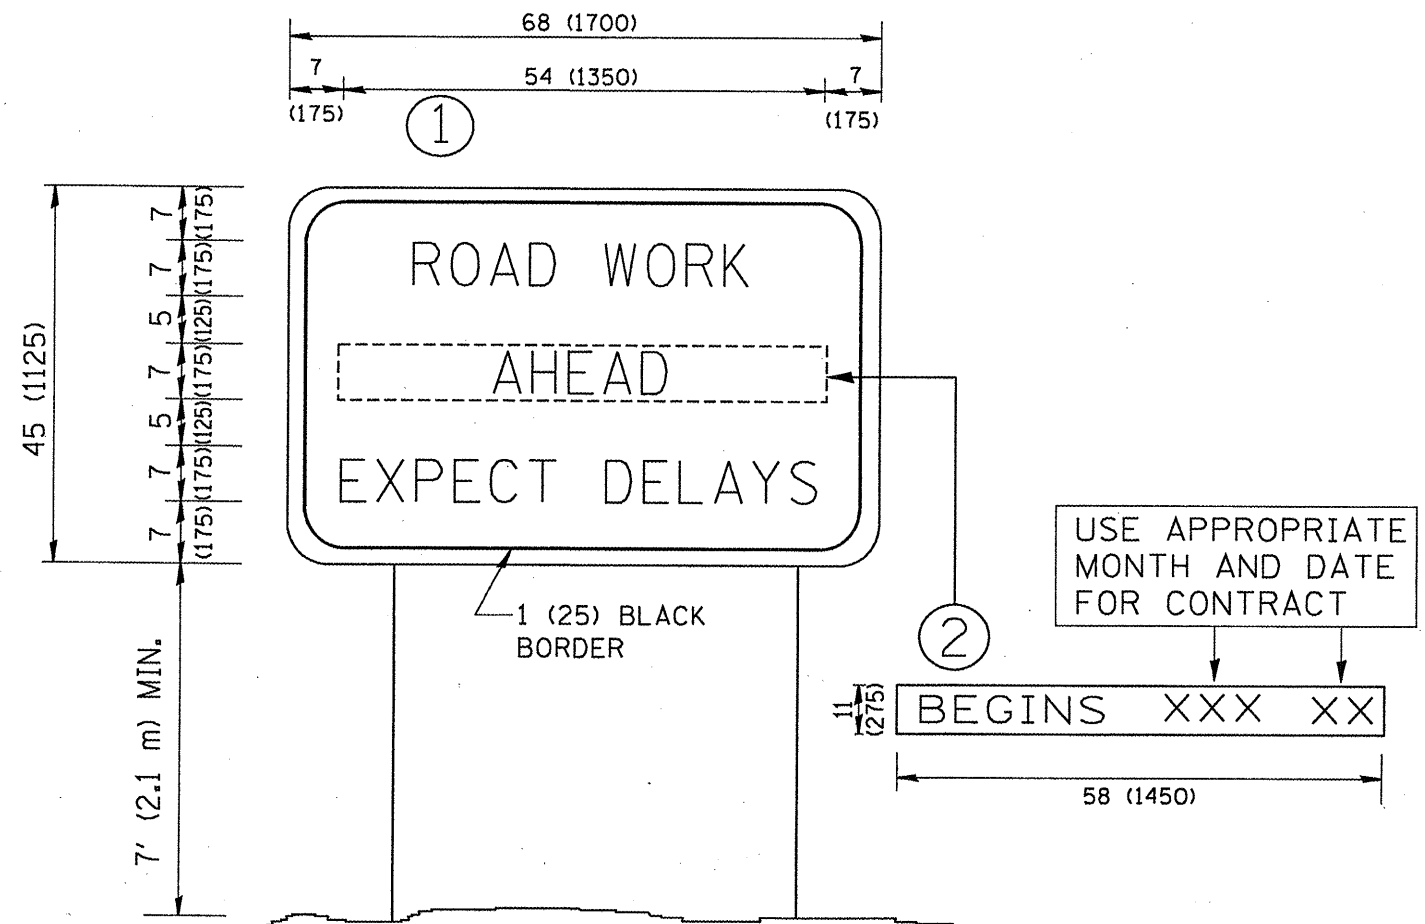 68 (1700)
7 54 (1350) 7
(175) (175)
1
45 (1125)
7 (175)
7 (175)
5 (125)
7 (175)
5 (125)
7 (175)
7 (175)
ROAD WORK
AHEAD
EXPECT DELAYS
1 (25) BLACK
BORDER
7' (2.1 m) MIN.
2
USE APPROPRIATE
MONTH AND DATE
FOR CONTRACT
11
(275)
BEGINS XXX XX
58 (1450)